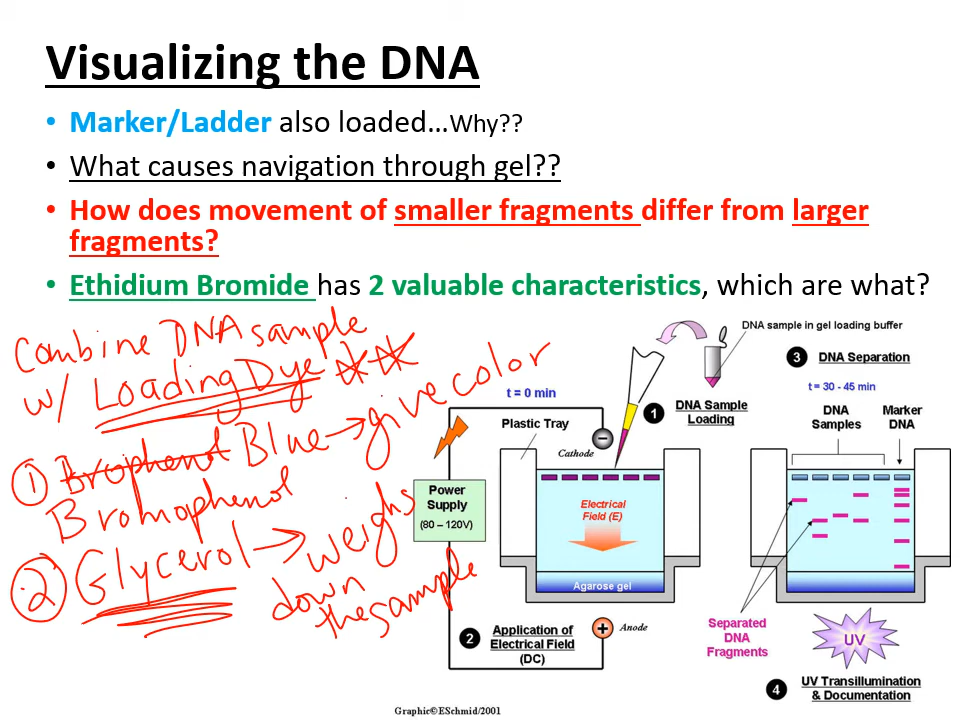 Visualizing the DNA
• Marker/Ladder also loaded…Why??
• What causes navigation through gel??
• How does movement of smaller fragments differ from larger
fragments?
• Ethidium Bromide has 2 valuable characteristics, which are what?
Combine DNA sample
w/ Loading Dye
① Brophenol Blue → give color
Bromophenol
② Glycerol → weighs
down
the sample
DNA sample in gel loading buffer
3 DNA Separation
t = 0 min
t = 30 - 45 min
1 DNA Sample
Loading
DNA
Samples
Marker
DNA
Plastic Tray
−
Cathode
Power
Supply
(80 – 120V)
Electrical
Field (E)
Agarose gel
2 Application of
Electrical Field
(DC)
+ Anode
Separated
DNA
Fragments
UV
4 UV Transillumination
& Documentation
Graphic©ESchmid/2001